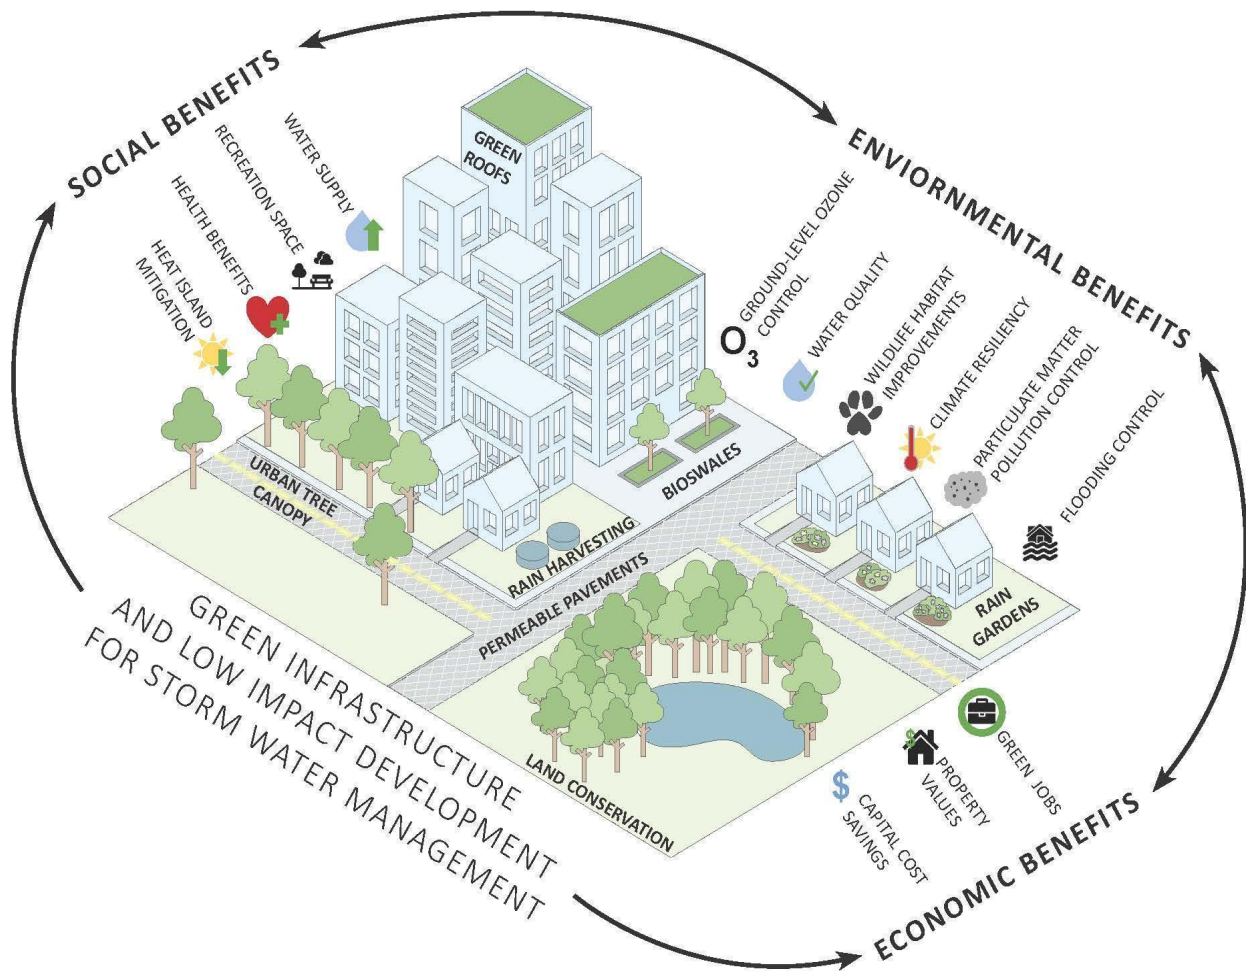 SOCIAL BENEFITS
WATER SUPPLY
RECREATION SPACE
HEALTH BENEFITS
HEAT ISLAND
MITIGATION
ENVIORNMENTAL BENEFITS
GROUND-LEVEL OZONE
CONTROL
O3
WATER QUALITY
WILDLIFE HABITAT
IMPROVEMENTS
CLIMATE RESILIENCY
PARTICULATE MATTER
POLLUTION CONTROL
FLOODING CONTROL
GREEN
ROOFS
URBAN TREE
CANOPY
BIOSWALES
RAIN HARVESTING
PERMEABLE PAVEMENTS
RAIN
GARDENS
LAND CONSERVATION
GREEN INFRASTRUCTURE
AND LOW IMPACT DEVELOPMENT
FOR STORM WATER MANAGEMENT
$
CAPITAL COST
SAVINGS
$
PROPERTY
VALUES
GREEN JOBS
ECONOMIC BENEFITS